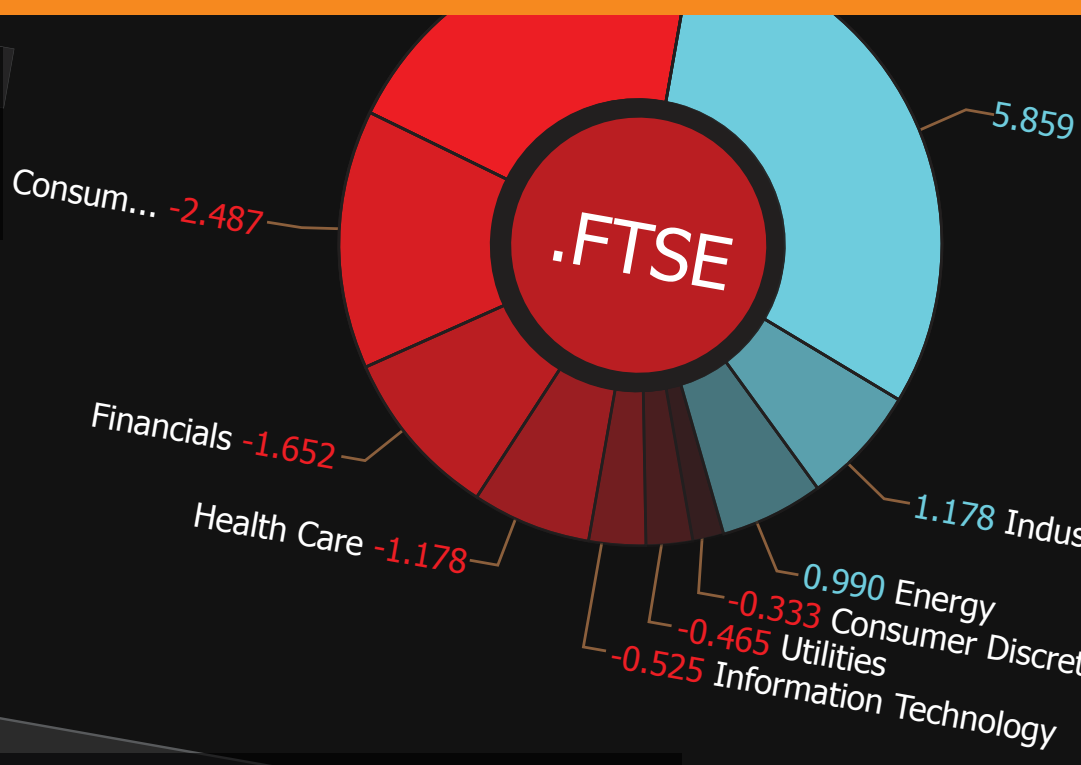 5.859
Consum... -2.487
.FTSE
Financials -1.652
Health Care -1.178
1.178 Indus
0.990 Energy
-0.333 Consumer Discret
-0.465 Utilities
-0.525 Information Technology